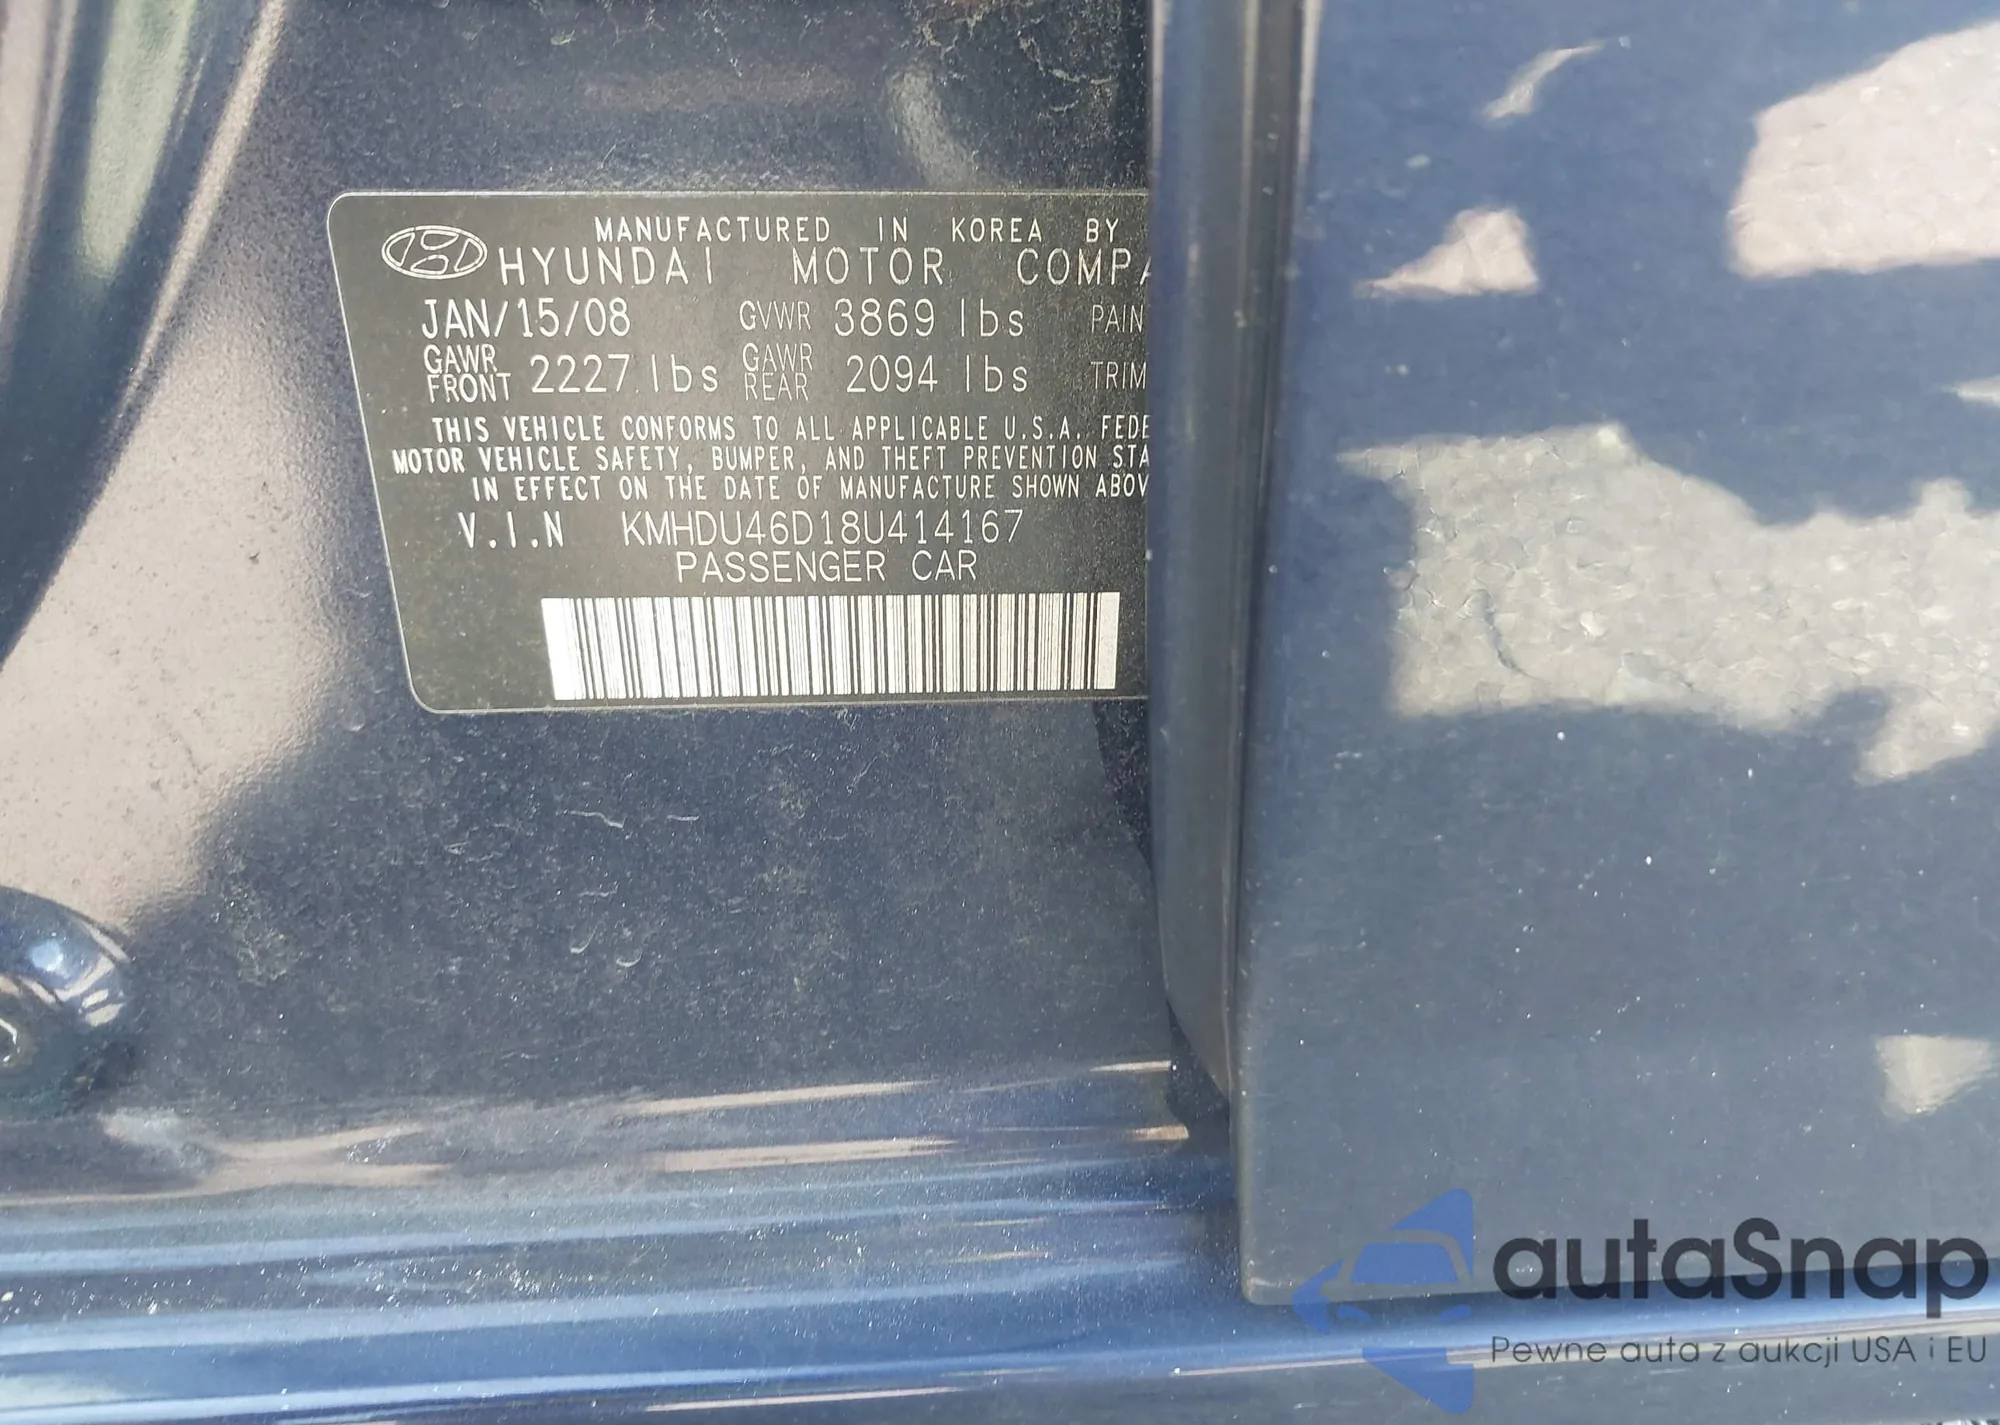 MANUFACTURED IN KOREA BY
HYUNDAI MOTOR COMPA
JAN/15/08 GVWR 3869 lbs PAIN
GAWR FRONT 2227 lbs GAWR REAR 2094 lbs TRIM
THIS VEHICLE CONFORMS TO ALL APPLICABLE U.S.A. FEDE
MOTOR VEHICLE SAFETY, BUMPER, AND THEFT PREVENTION STA
IN EFFECT ON THE DATE OF MANUFACTURE SHOWN ABOV
V.I.N KMHDU46D18U414167
PASSENGER CAR
autaSnap
Pewne auta z aukcji USA i EU